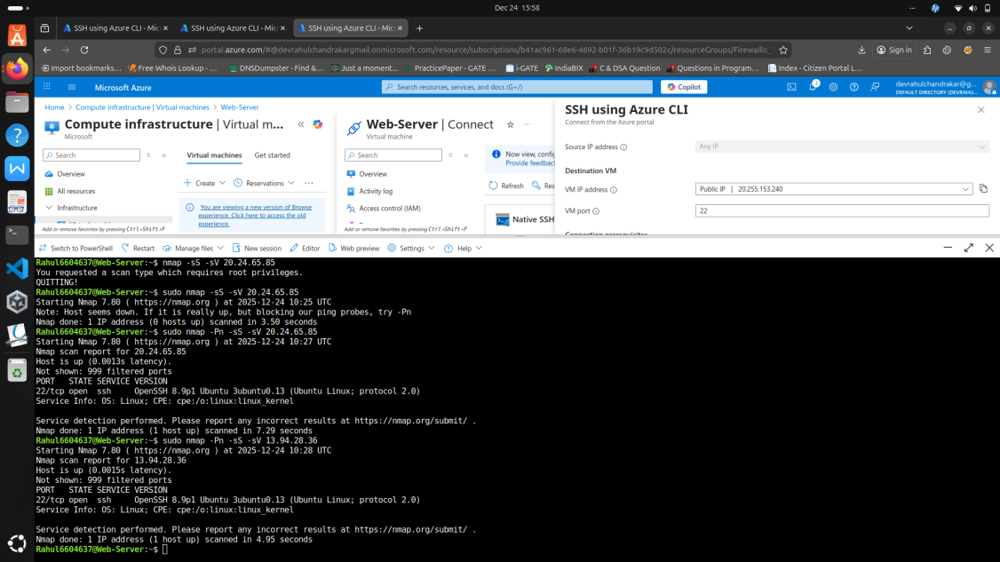 Dec 24 15:58
SSH using Azure CLI - Mic ×
SSH using Azure CLI - Mic ×
SSH using Azure CLI - Mic ×
portal.azure.com/#@devrahulchandrakargmail.onmicrosoft.com/resource/subscriptions/b41ac961-68e6-4692-b01f-36b19c9d502c/resourceGroups/Firewallis_
Sign in
Import bookmarks... Free Whois Lookup - ... DNSDumpster - Find &... Just a moment... PracticePaper - GATE ... i-GATE IndiaBIX C & DSA Question Questions in Program... Index - Citizen Portal L...
Microsoft Azure
Search resources, services, and docs (G+/)
Copilot
1
devrahulchandrakar@g...
DEFAULT DIRECTORY (DEVRAHU...
Home > Compute infrastructure | Virtual machines > Web-Server
Compute infrastructure | Virtual m...
Microsoft
Search
Overview
All resources
Infrastructure
Add or remove favorites by pressing Ctrl+Shift+F
Virtual machines Get started
Create Reservations
You are viewing a new version of Browse
experience. Click here to access the old
experience.
Web-Server | Connect
Virtual machine
Search
Overview
Activity log
Access control (IAM)
Add or remove favorites by pressing Ctrl+Shift+F
Now view, config
Provide feedbac
Refresh Res
Native SSH
SSH using Azure CLI
Connect from the Azure portal
Source IP address
Any IP
Destination VM
VM IP address
Public IP | 20.255.153.240
VM port
22
Connection prerequisites
Switch to PowerShell Restart Manage files New session Editor Web preview Settings Help
Rahul6604637@Web-Server:~$ nmap -sS -sV 20.24.65.85
You requested a scan type which requires root privileges.
QUITTING!
Rahul6604637@Web-Server:~$ sudo nmap -sS -sV 20.24.65.85
Starting Nmap 7.80 ( https://nmap.org ) at 2025-12-24 10:25 UTC
Note: Host seems down. If it is really up, but blocking our ping probes, try -Pn
Nmap done: 1 IP address (0 hosts up) scanned in 3.50 seconds
Rahul6604637@Web-Server:~$ sudo nmap -Pn -sS -sV 20.24.65.85
Starting Nmap 7.80 ( https://nmap.org ) at 2025-12-24 10:27 UTC
Nmap scan report for 20.24.65.85
Host is up (0.0013s latency).
Not shown: 999 filtered ports
PORT   STATE SERVICE VERSION
22/tcp open  ssh     OpenSSH 8.9p1 Ubuntu 3ubuntu0.13 (Ubuntu Linux; protocol 2.0)
Service Info: OS: Linux; CPE: cpe:/o:linux:linux_kernel
Service detection performed. Please report any incorrect results at https://nmap.org/submit/ .
Nmap done: 1 IP address (1 host up) scanned in 7.29 seconds
Rahul6604637@Web-Server:~$ sudo nmap -Pn -sS -sV 13.94.28.36
Starting Nmap 7.80 ( https://nmap.org ) at 2025-12-24 10:28 UTC
Nmap scan report for 13.94.28.36
Host is up (0.0015s latency).
Not shown: 999 filtered ports
PORT   STATE SERVICE VERSION
22/tcp open  ssh     OpenSSH 8.9p1 Ubuntu 3ubuntu0.13 (Ubuntu Linux; protocol 2.0)
Service Info: OS: Linux; CPE: cpe:/o:linux:linux_kernel
Service detection performed. Please report any incorrect results at https://nmap.org/submit/ .
Nmap done: 1 IP address (1 host up) scanned in 4.95 seconds
Rahul6604637@Web-Server:~$